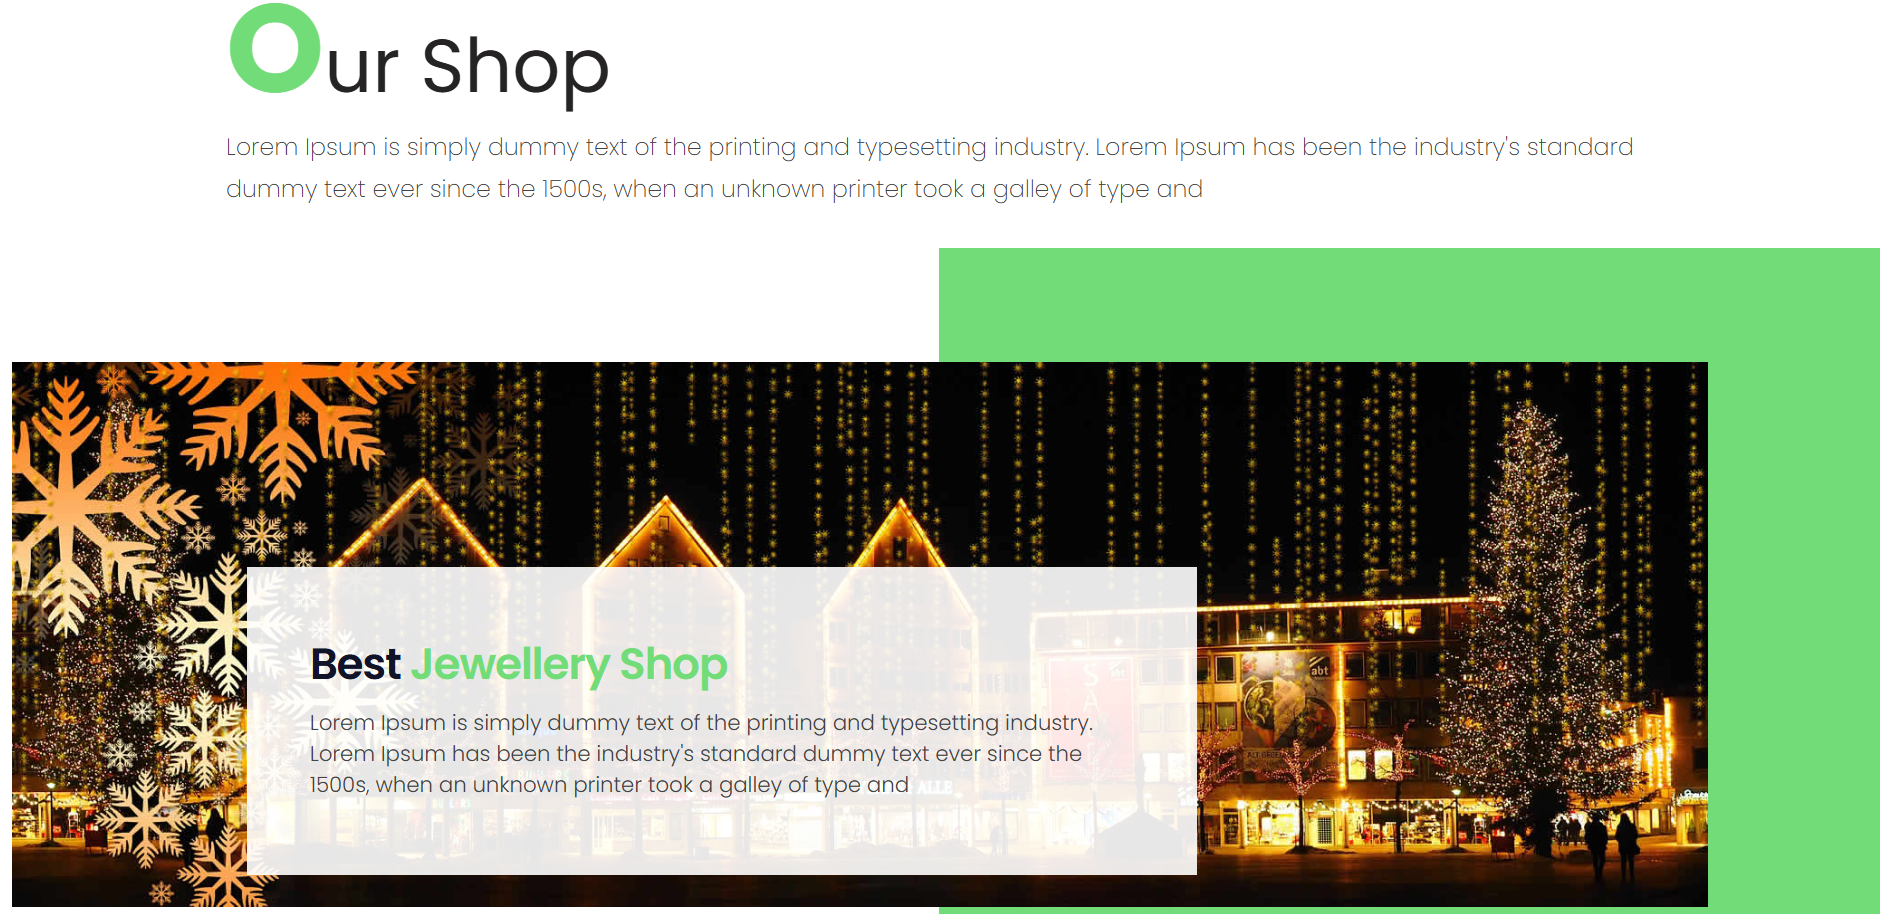 Our Shop
Lorem Ipsum is simply dummy text of the printing and typesetting industry. Lorem Ipsum has been the industry's standard
dummy text ever since the 1500s, when an unknown printer took a galley of type and
Best Jewellery Shop
Lorem Ipsum is simply dummy text of the printing and typesetting industry.
Lorem Ipsum has been the industry's standard dummy text ever since the
1500s, when an unknown printer took a galley of type and
abt
ALLE